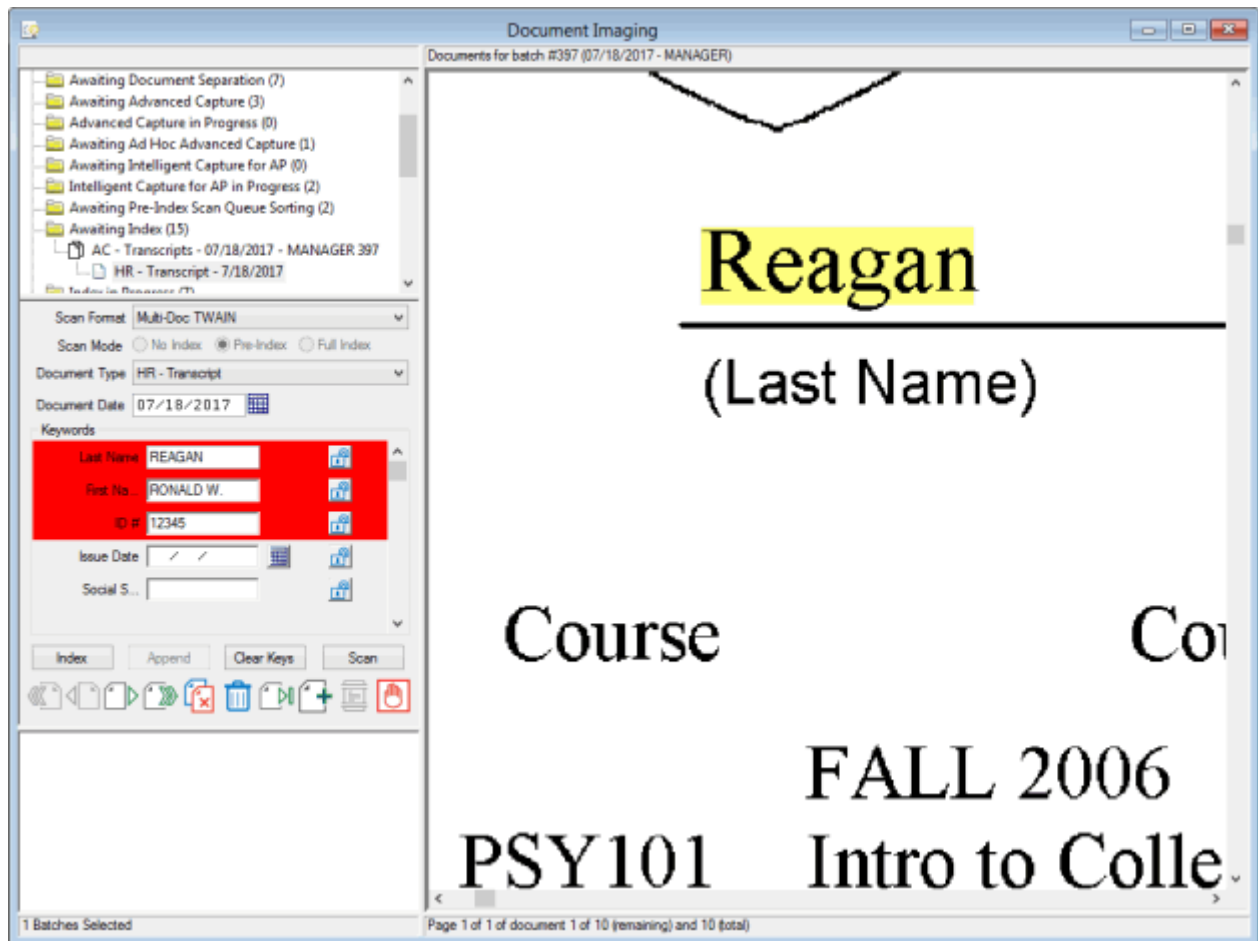 Document Imaging
Documents for batch #397 (07/18/2017 - MANAGER)
Awaiting Document Separation (7)
Awaiting Advanced Capture (3)
Advanced Capture in Progress (0)
Awaiting Ad Hoc Advanced Capture (1)
Awaiting Intelligent Capture for AP (0)
Intelligent Capture for AP in Progress (2)
Awaiting Pre-Index Scan Queue Sorting (2)
Awaiting Index (15)
AC - Transcripts - 07/18/2017 - MANAGER 397
HR - Transcript - 7/18/2017
Index in Progress (7)
Scan Format Multi-Doc TWAIN
Scan Mode No Index Pre-Index Full Index
Document Type HR - Transcript
Document Date 07/18/2017
Keywords
Last Name REAGAN
First Na... RONALD W.
ID # 12345
Issue Date / /
Social S...
Index Append Clear Keys Scan
1 Batches Selected
Reagan
(Last Name)
Course Cou
FALL 2006
PSY101 Intro to Colle
Page 1 of 1 of document 1 of 10 (remaining) and 10 (total)